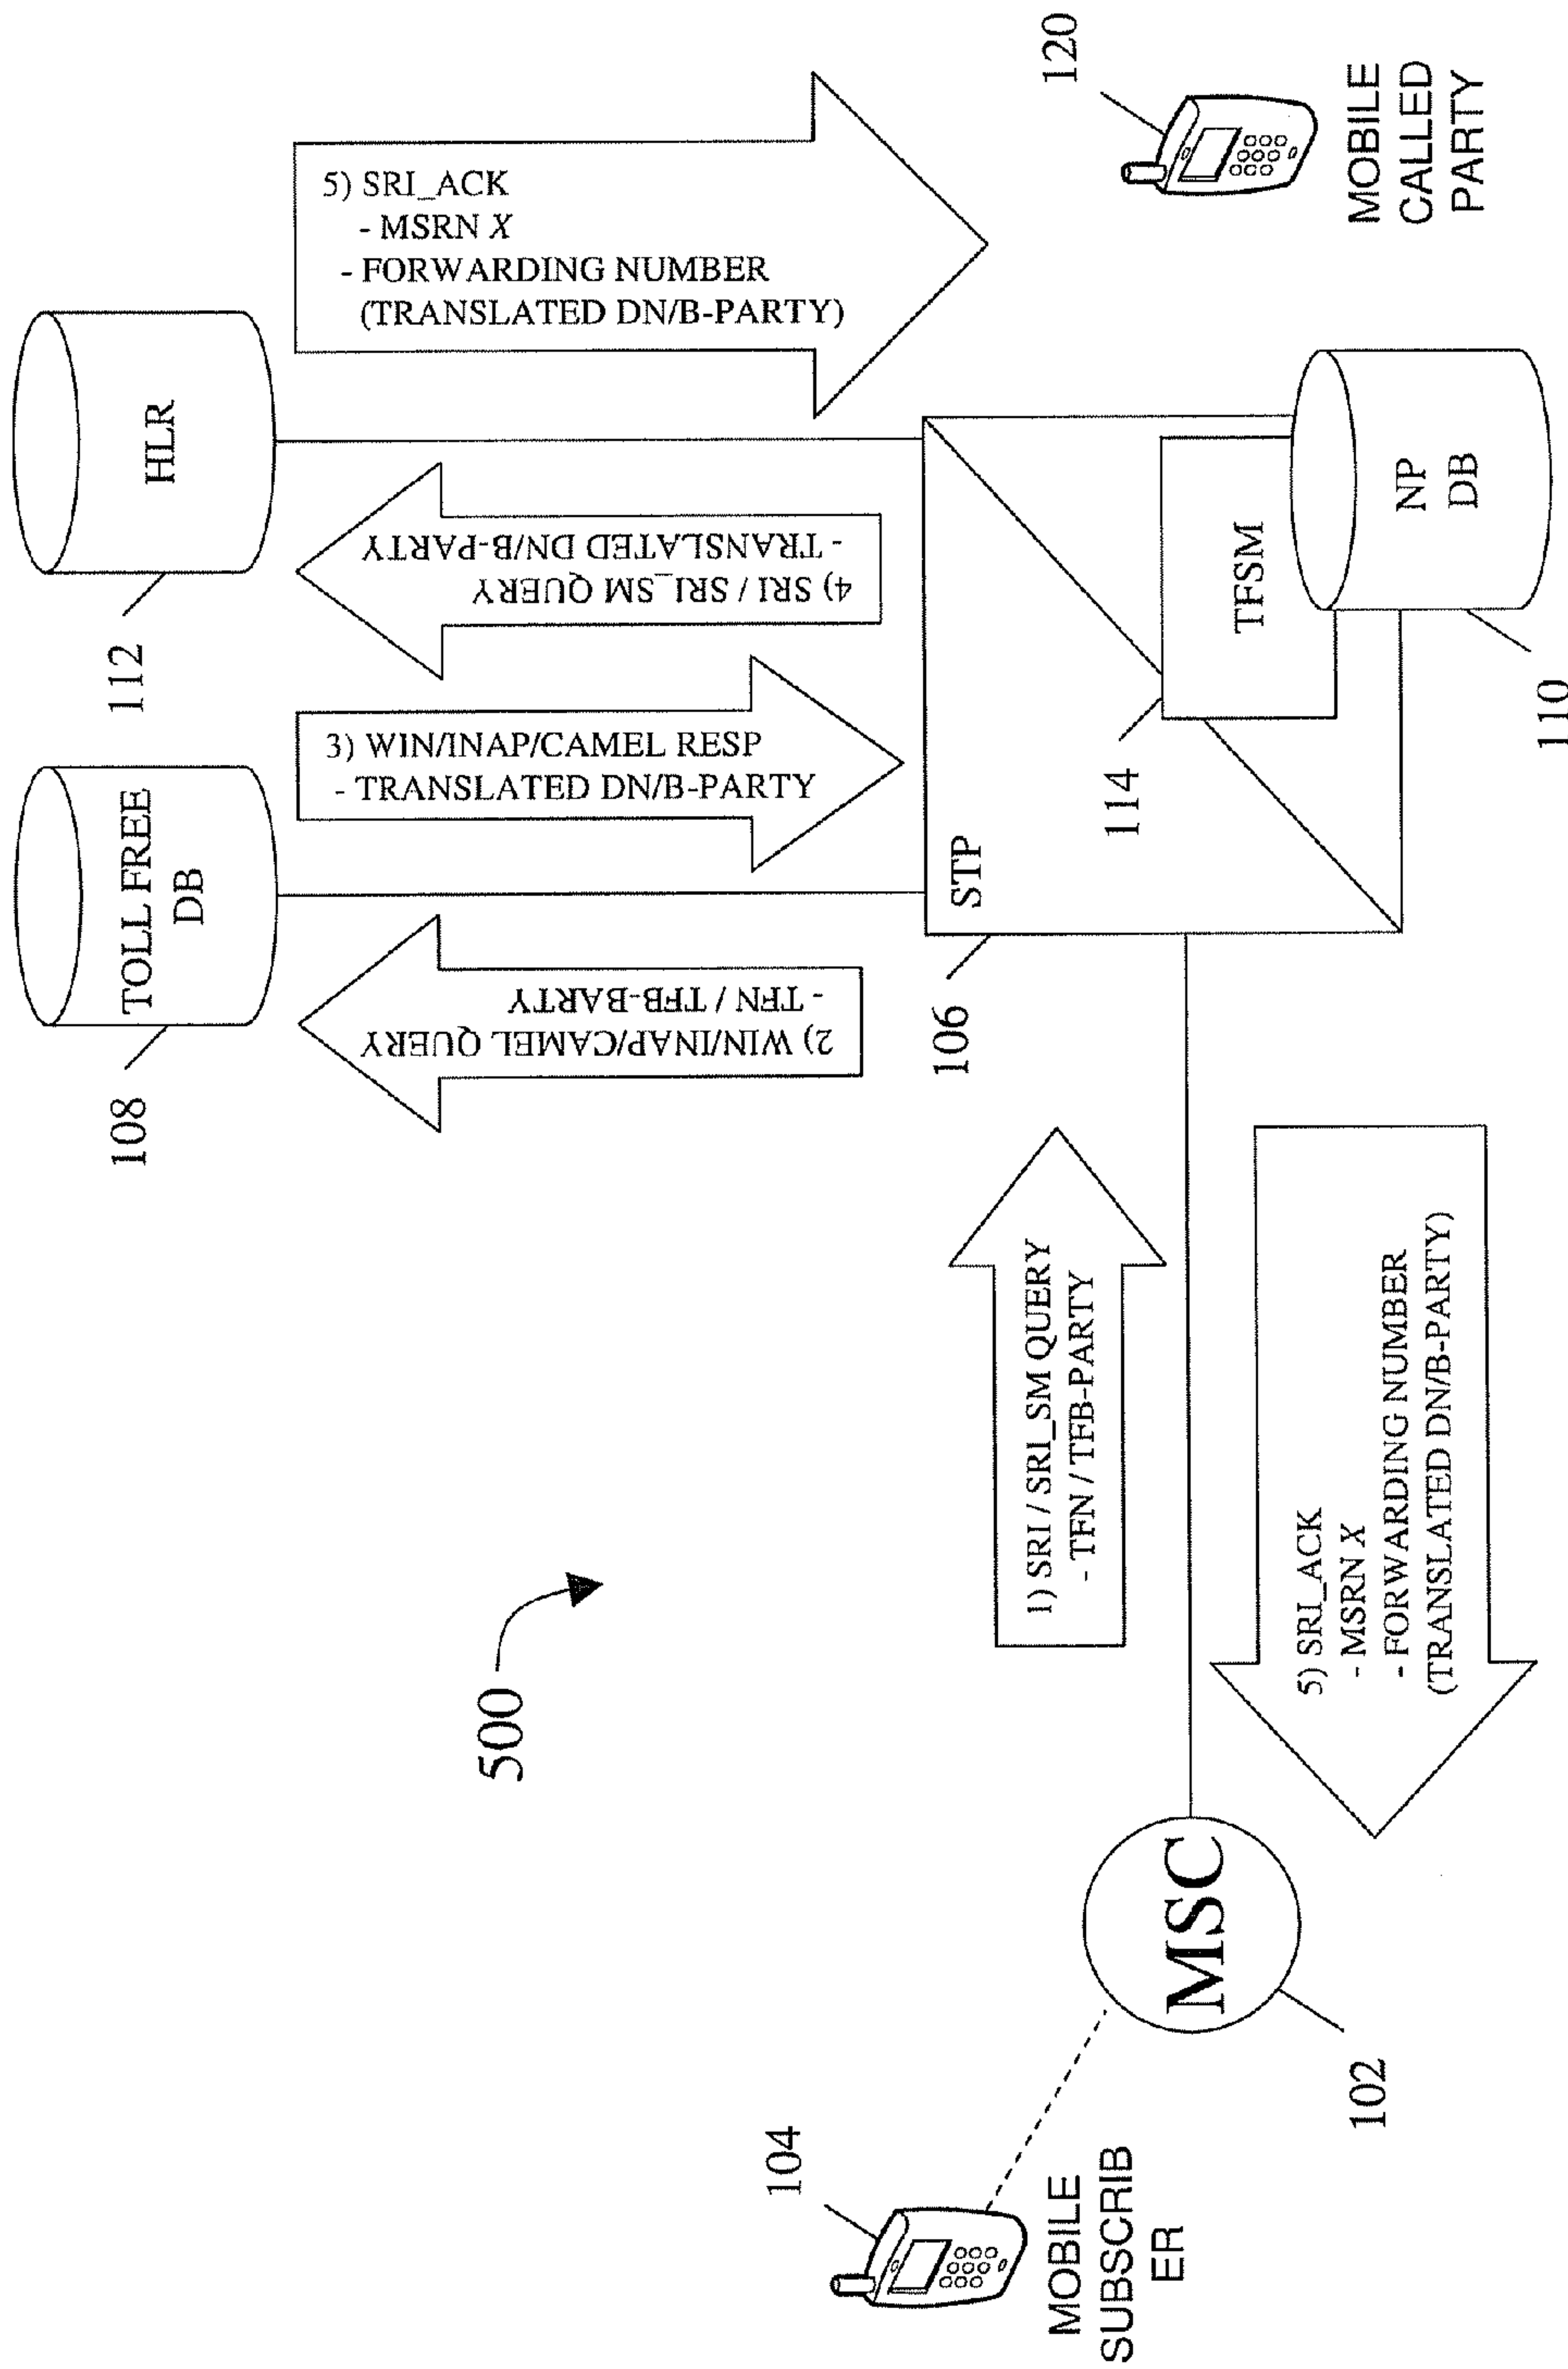 500
108
TOLL FREE
DB
112
HLR
2) WIN/INAP/CAMEL QUERY
- TFN / TFB-BARTY
3) WIN/INAP/CAMEL RESP
- TRANSLATED DN/B-PARTY
4) SRI / SRI_SM QUERY
- TRANSLATED DN/B-PARTY
5) SRI_ACK
- MSRN X
- FORWARDING NUMBER
(TRANSLATED DN/B-PARTY)
104
MOBILE
SUBSCRIB
ER
MSC
102
1) SRI / SRI_SM QUERY
- TFN / TFB-PARTY
5) SRI_ACK
- MSRN X
- FORWARDING NUMBER
(TRANSLATED DN/B-PARTY)
106
STP
114
TFSM
NP
DB
110
120
MOBILE
CALLED
PARTY